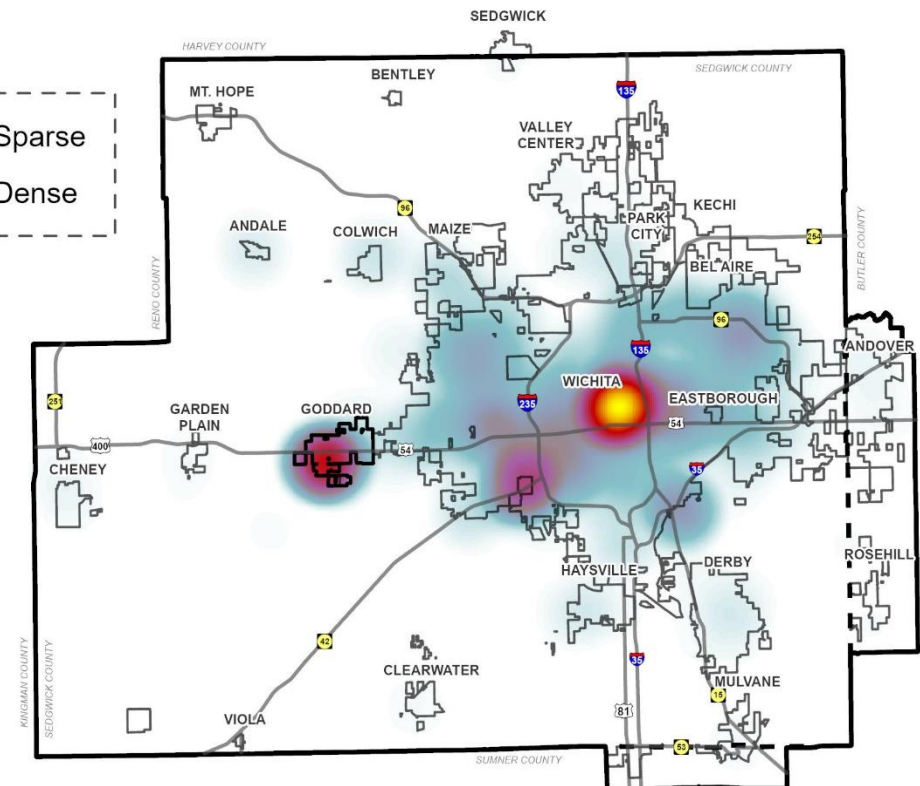 SEDGWICK
HARVEY COUNTY
SEDGWICK COUNTY
BENTLEY
MT. HOPE
135
Sparse
Dense
VALLEY
CENTER
96
KECHI
PARK
CITY
ANDALE
COLWICH
MAIZE
254
BEL AIRE
RENO COUNTY
BUTLER COUNTY
96
135
ANDOVER
WICHITA
251
235
EASTBOROUGH
GARDEN
PLAIN
GODDARD
54
400
54
CHENEY
35
HAYSVILLE
DERBY
ROSEHILL
42
35
KINGMAN COUNTY
SEDGWICK COUNTY
CLEARWATER
MULVANE
15
81
VIOLA
53
SUMNER COUNTY